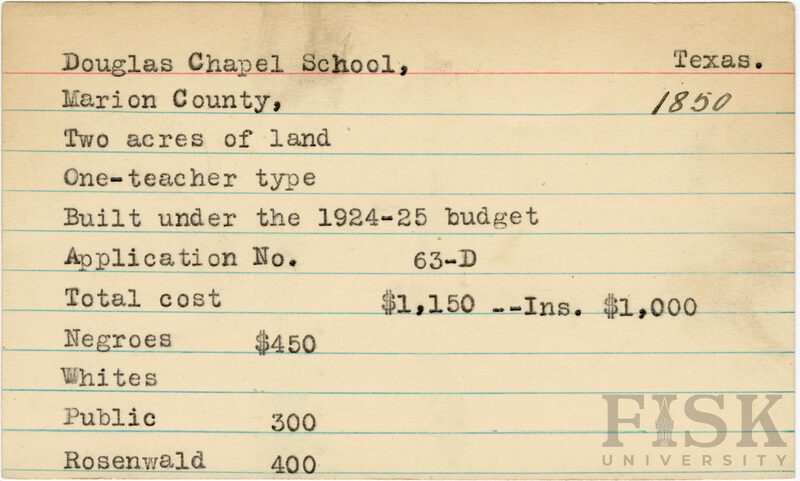 Douglas Chapel School, Texas.
Marion County, 1850
Two acres of land
One-teacher type
Built under the 1924-25 budget
Application No. 63-D
Total cost $1,150 --Ins. $1,000
Negroes $450
Whites
Public 300
Rosenwald 400
FISK
UNIVERSITY